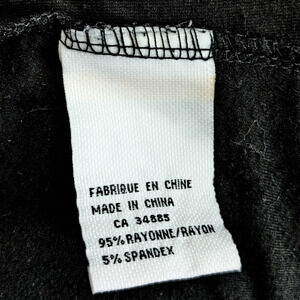 FABRIQUE EN CHINE
MADE IN CHINA
CA 34885
95% RAYONNE/RAYON
5% SPANDEX